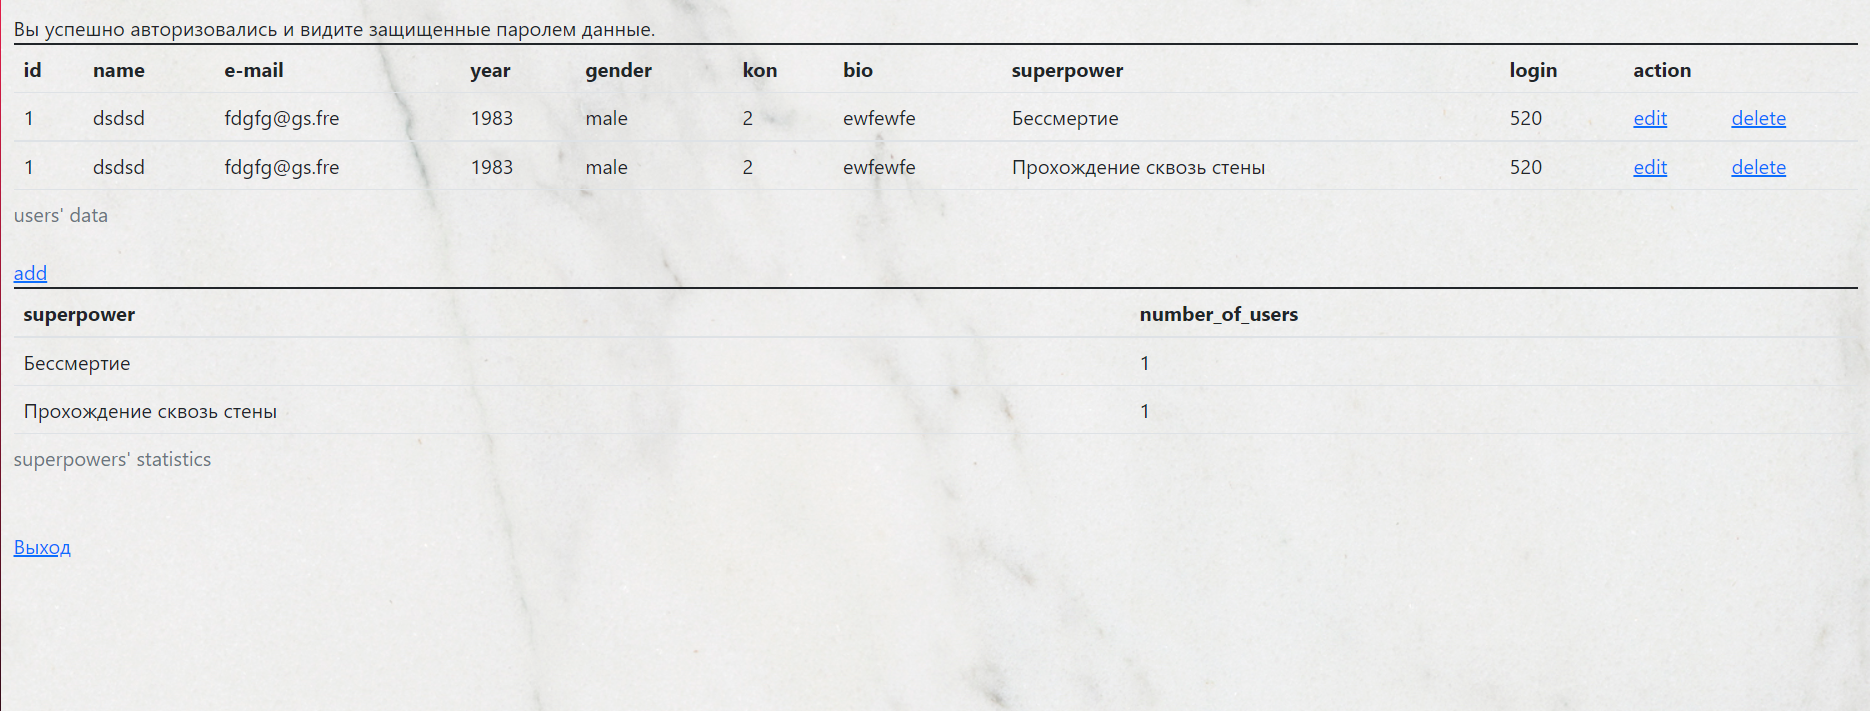 Вы успешно авторизовались и видите защищенные паролем данные.
id name e-mail year gender kon bio superpower login action
1 dsdsd fdgfg@gs.fre 1983 male 2 ewfewfe Бессмертие 520 edit delete
1 dsdsd fdgfg@gs.fre 1983 male 2 ewfewfe Прохождение сквозь стены 520 edit delete
users' data
add
superpower number_of_users
Бессмертие 1
Прохождение сквозь стены 1
superpowers' statistics
Выход